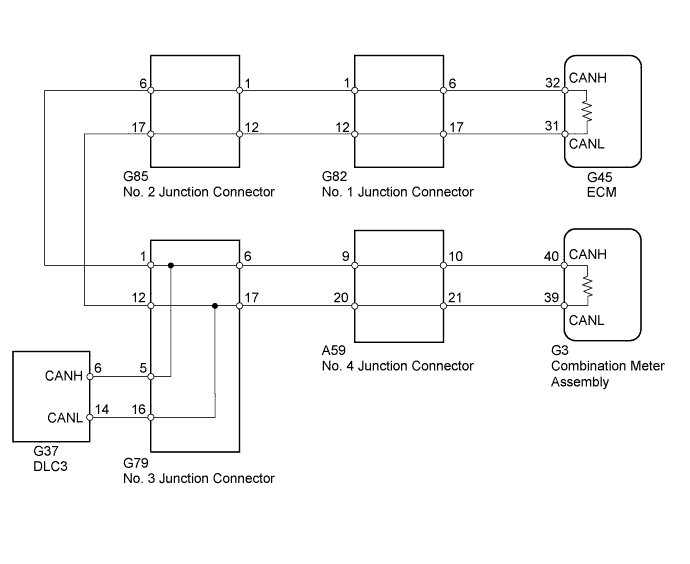 6 1 1 6 32 CANH
17 12 12 17 31
CANL
G85
No. 2 Junction Connector
G82
No. 1 Junction Connector
G45
ECM
1 6 9 10 40 CANH
12 17 20 21 39
CANL
A59
No. 4 Junction Connector
G3
Combination Meter
Assembly
CANH 6 5
CANL 14 16
G37
DLC3
G79
No. 3 Junction Connector